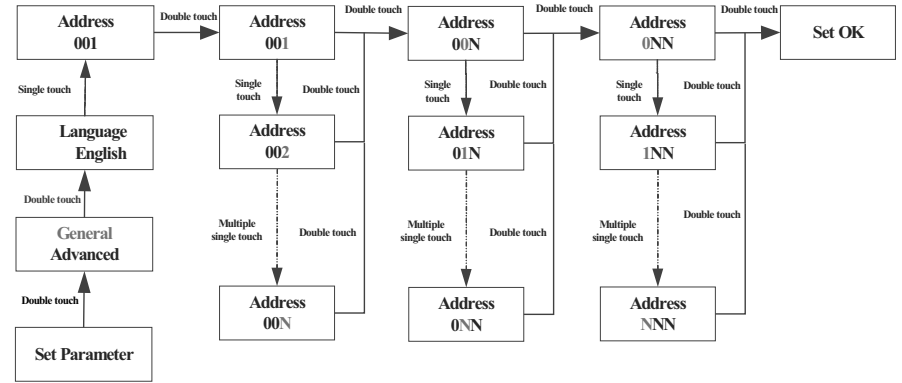 Double touch
Double touch
Double touch
Double touch
Address
001
Address
001
Address
00N
Address
0NN
Set OK
Single touch
Single
touch
Double touch
Single
touch
Double touch
Single
touch
Double touch
Language
English
Address
002
Address
01N
Address
1NN
Double touch
General
Advanced
Multiple
single touch
Double touch
Multiple
single touch
Double touch
Multiple
single touch
Double touch
Double touch
Address
00N
Address
0NN
Address
NNN
Set Parameter